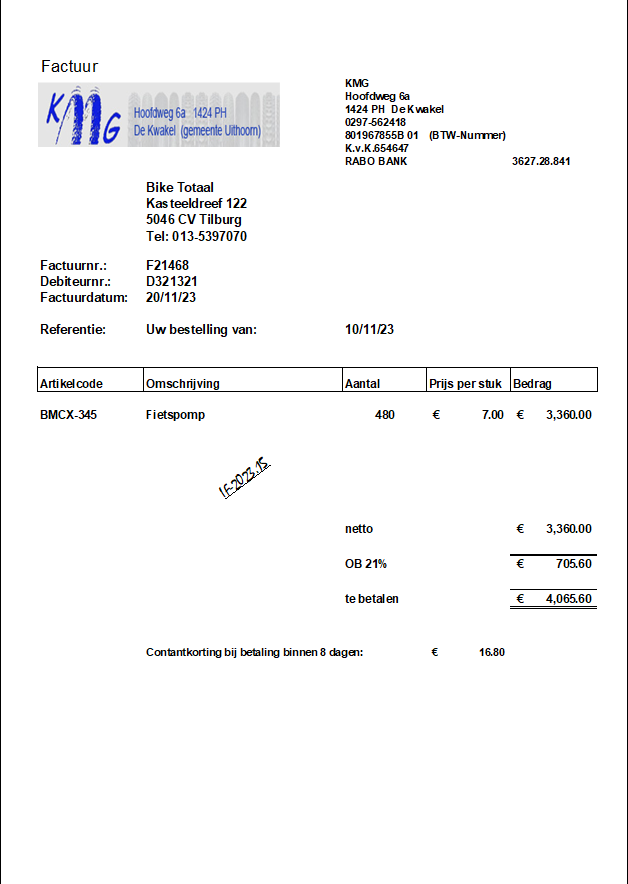 Factuur
KMG
Hoofdweg 6a 1424 PH
De Kwakel (gemeente Uithoorn)
KMG
Hoofdweg 6a
1424 PH De Kwakel
0297-562418
801967855B 01 (BTW-Nummer)
K.v.K.654647
RABO BANK 3627.28.841
Bike Totaal
Kasteeldreef 122
5046 CV Tilburg
Tel: 013-5397070
Factuurnr.: F21468
Debiteurnr.: D321321
Factuurdatum: 20/11/23
Referentie: Uw bestelling van: 10/11/23
Artikelcode Omschrijving Aantal Prijs per stuk Bedrag
BMCX-345 Fietspomp 480 € 7.00 € 3,360.00
IF-2023.15
netto € 3,360.00
OB 21% € 705.60
te betalen € 4,065.60
Contantkorting bij betaling binnen 8 dagen: € 16.80